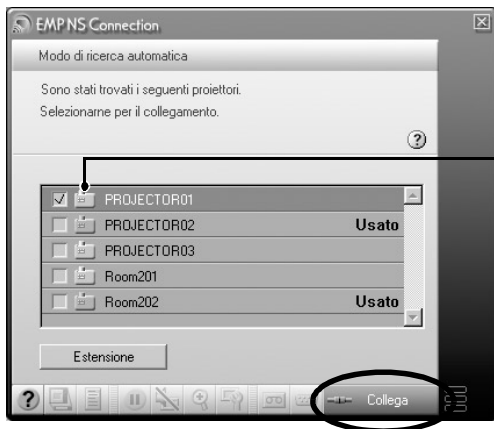 EMP NS Connection
Modo di ricerca automatica
Sono stati trovati i seguenti proiettori.
Selezionarne per il collegamento.
PROJECTOR01
PROJECTOR02 Usato
PROJECTOR03
Room201
Room202 Usato
Estensione
? Collega